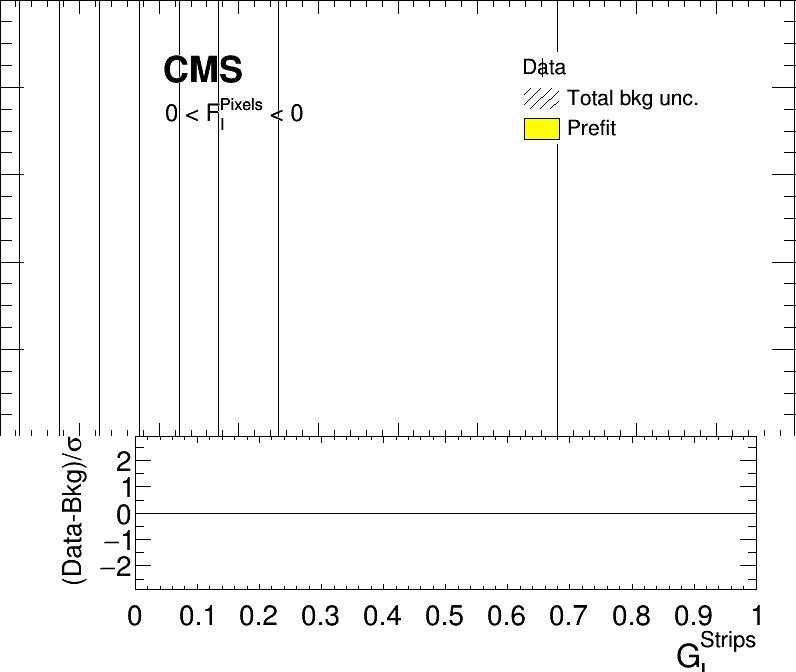 CMS
Data
0 < F_I^Pixels < 0
Total bkg unc.
Prefit
(Data-Bkg)/σ
2
1
0
−1
−2
0 0.1 0.2 0.3 0.4 0.5 0.6 0.7 0.8 0.9 1
G_I^Strips